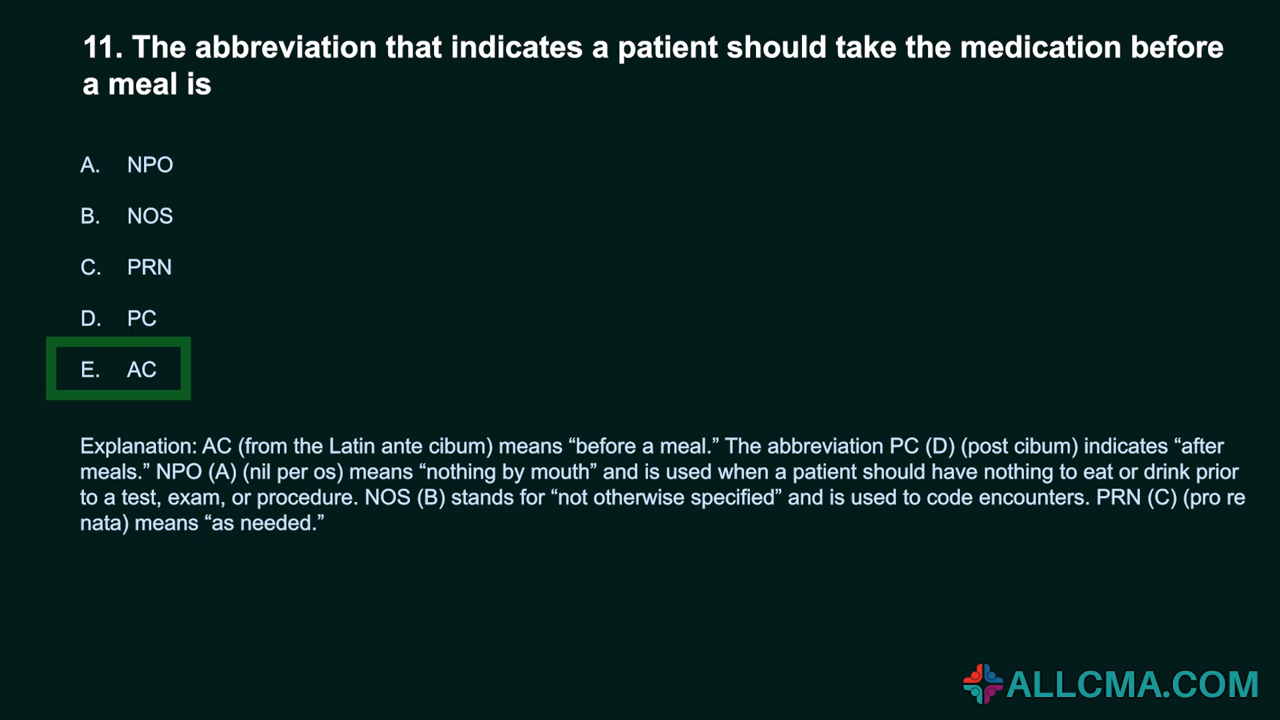 11. The abbreviation that indicates a patient should take the medication before
a meal is
A. NPO
B. NOS
C. PRN
D. PC
E. AC
Explanation: AC (from the Latin ante cibum) means “before a meal.” The abbreviation PC (D) (post cibum) indicates “after
meals.” NPO (A) (nil per os) means “nothing by mouth” and is used when a patient should have nothing to eat or drink prior
to a test, exam, or procedure. NOS (B) stands for “not otherwise specified” and is used to code encounters. PRN (C) (pro re
nata) means “as needed.”
ALLCMA.COM